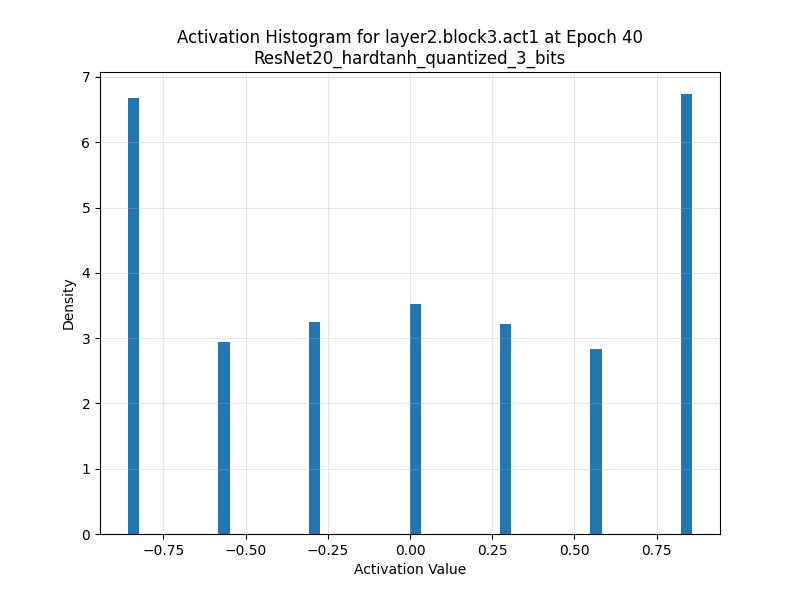 Activation Histogram for layer2.block3.act1 at Epoch 40
ResNet20_hardtanh_quantized_3_bits
7
6
5
4
3
2
1
0
Density
−0.75 −0.50 −0.25 0.00 0.25 0.50 0.75
Activation Value